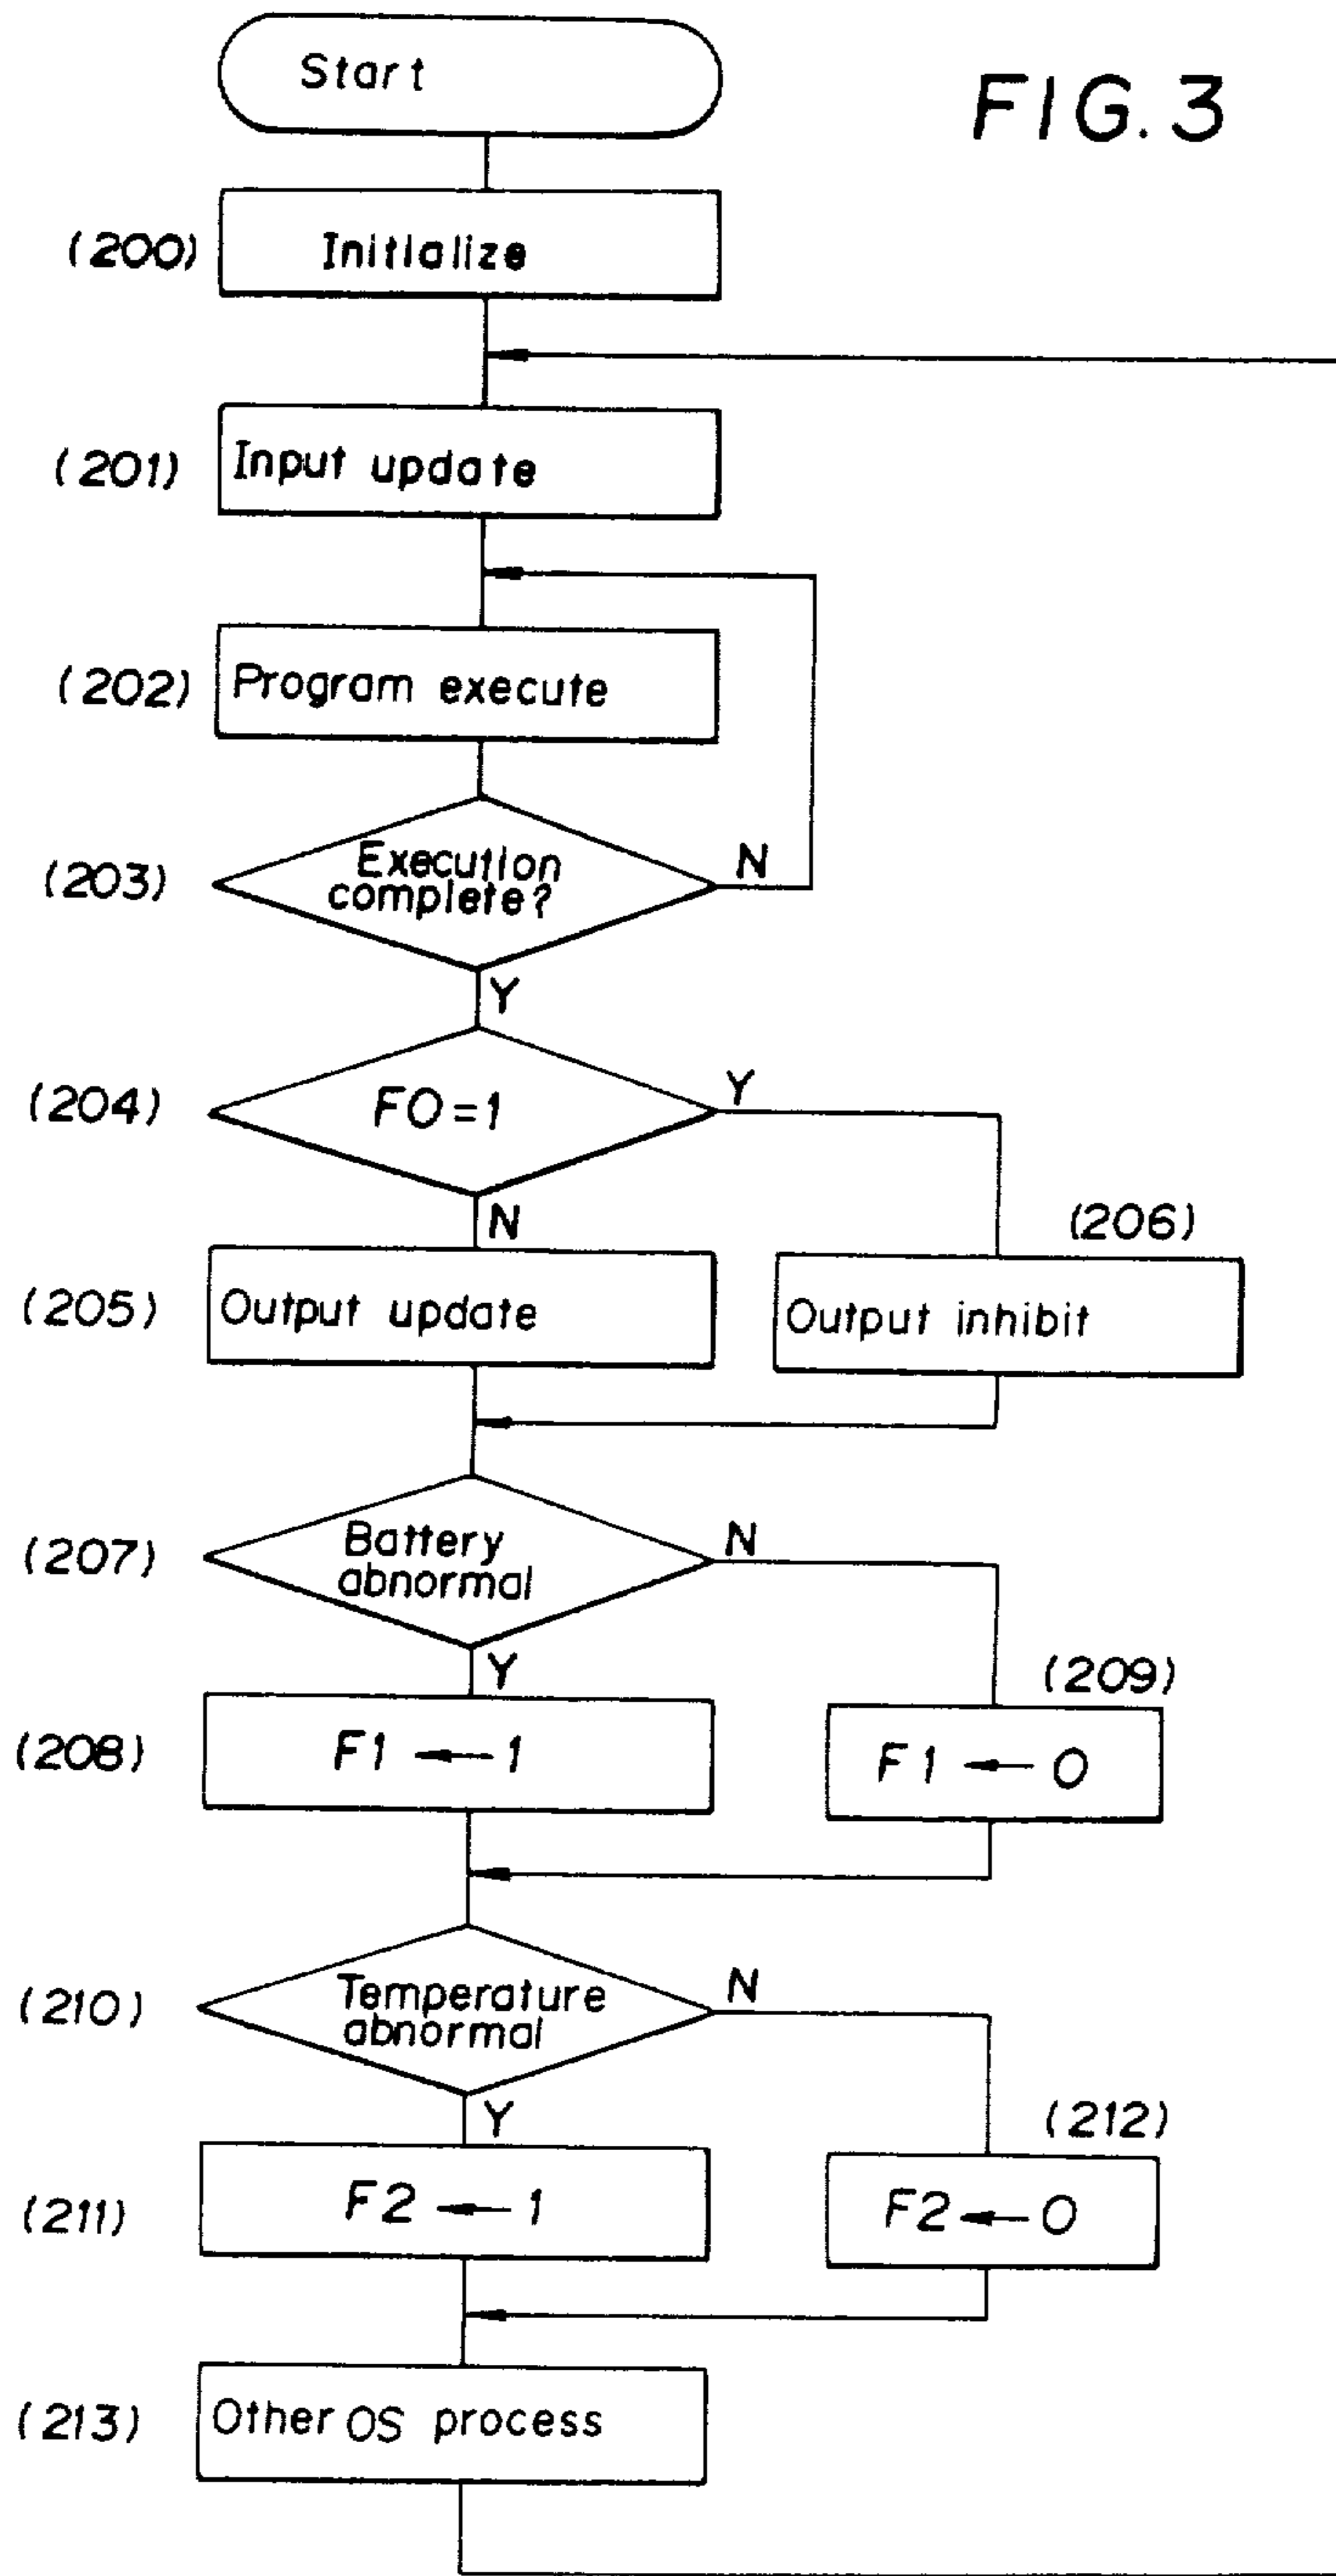 FIG. 3
Start
(200)
Initialize
(201)
Input update
(202)
Program execute
(203)
Execution
complete?
N
Y
(204)
F0=1
Y
N
(205)
Output update
(206)
Output inhibit
(207)
Battery
abnormal
N
Y
(208)
F1 ← 1
(209)
F1 ← 0
(210)
Temperature
abnormal
N
Y
(211)
F2 ← 1
(212)
F2 ← 0
(213)
Other OS process